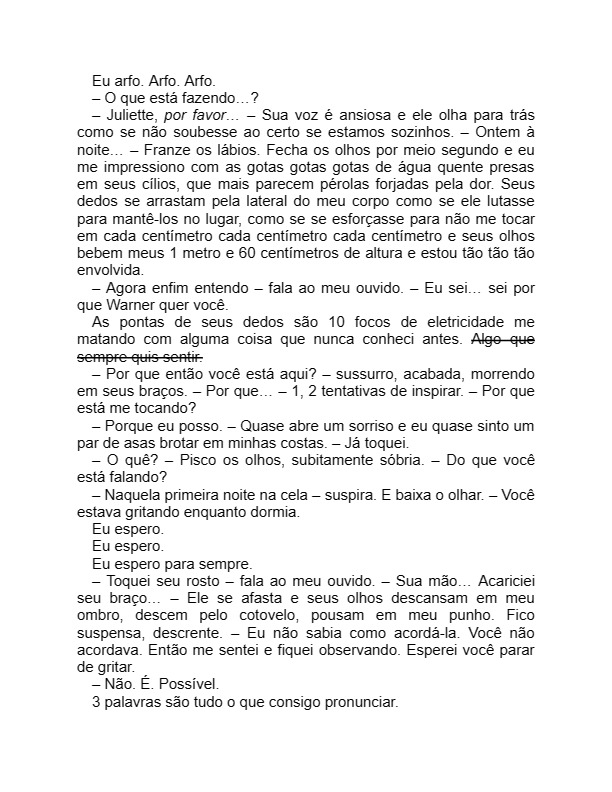 Eu arfo. Arfo. Arfo.
– O que está fazendo…?
– Juliette, por favor… – Sua voz é ansiosa e ele olha para trás
como se não soubesse ao certo se estamos sozinhos. – Ontem à
noite… – Franze os lábios. Fecha os olhos por meio segundo e eu
me impressiono com as gotas gotas gotas de água quente presas
em seus cílios, que mais parecem pérolas forjadas pela dor. Seus
dedos se arrastam pela lateral do meu corpo como se ele lutasse
para mantê-los no lugar, como se se esforçasse para não me tocar
em cada centímetro cada centímetro cada centímetro e seus olhos
bebem meus 1 metro e 60 centímetros de altura e estou tão tão tão
envolvida.
– Agora enfim entendo – fala ao meu ouvido. – Eu sei… sei por
que Warner quer você.
As pontas de seus dedos são 10 focos de eletricidade me
matando com alguma coisa que nunca conheci antes. Algo que
sempre quis sentir.
– Por que então você está aqui? – sussurro, acabada, morrendo
em seus braços. – Por que… – 1, 2 tentativas de inspirar. – Por que
está me tocando?
– Porque eu posso. – Quase abre um sorriso e eu quase sinto um
par de asas brotar em minhas costas. – Já toquei.
– O quê? – Pisco os olhos, subitamente sóbria. – Do que você
está falando?
– Naquela primeira noite na cela – suspira. E baixa o olhar. – Você
estava gritando enquanto dormia.
Eu espero.
Eu espero.
Eu espero para sempre.
– Toquei seu rosto – fala ao meu ouvido. – Sua mão… Acariciei
seu braço… – Ele se afasta e seus olhos descansam em meu
ombro, descem pelo cotovelo, pousam em meu punho. Fico
suspensa, descrente. – Eu não sabia como acordá-la. Você não
acordava. Então me sentei e fiquei observando. Esperei você parar
de gritar.
– Não. É. Possível.
3 palavras são tudo o que consigo pronunciar.